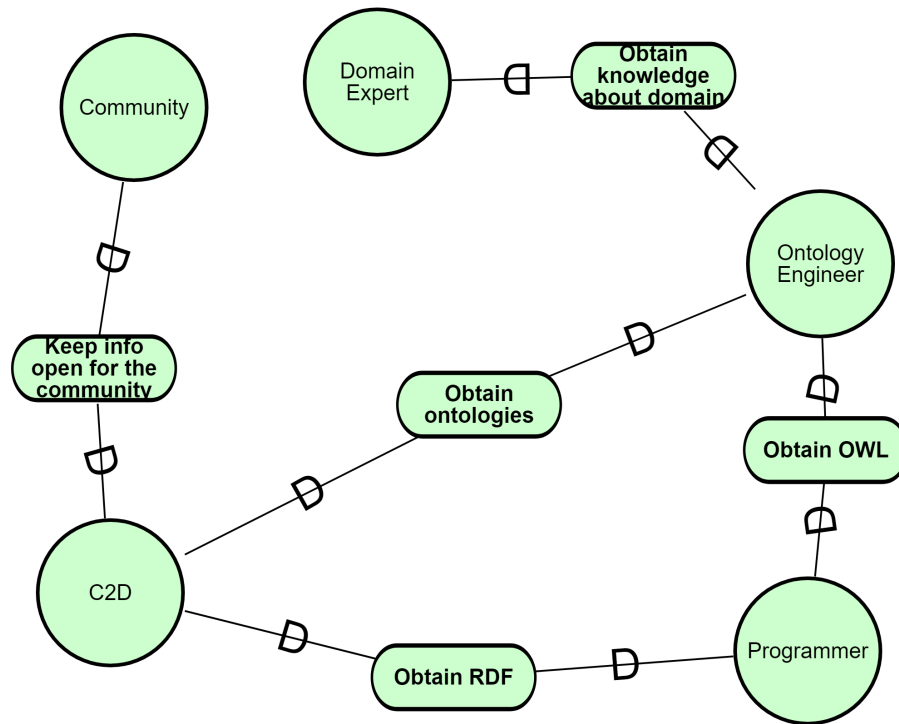 Community
Domain
Expert
Obtain
knowledge
about domain
D
D
Ontology
Engineer
D
Keep info
open for the
community
D
D
Obtain
ontologies
D
Obtain OWL
D
D
D
C2D
D
Obtain RDF
D
Programmer